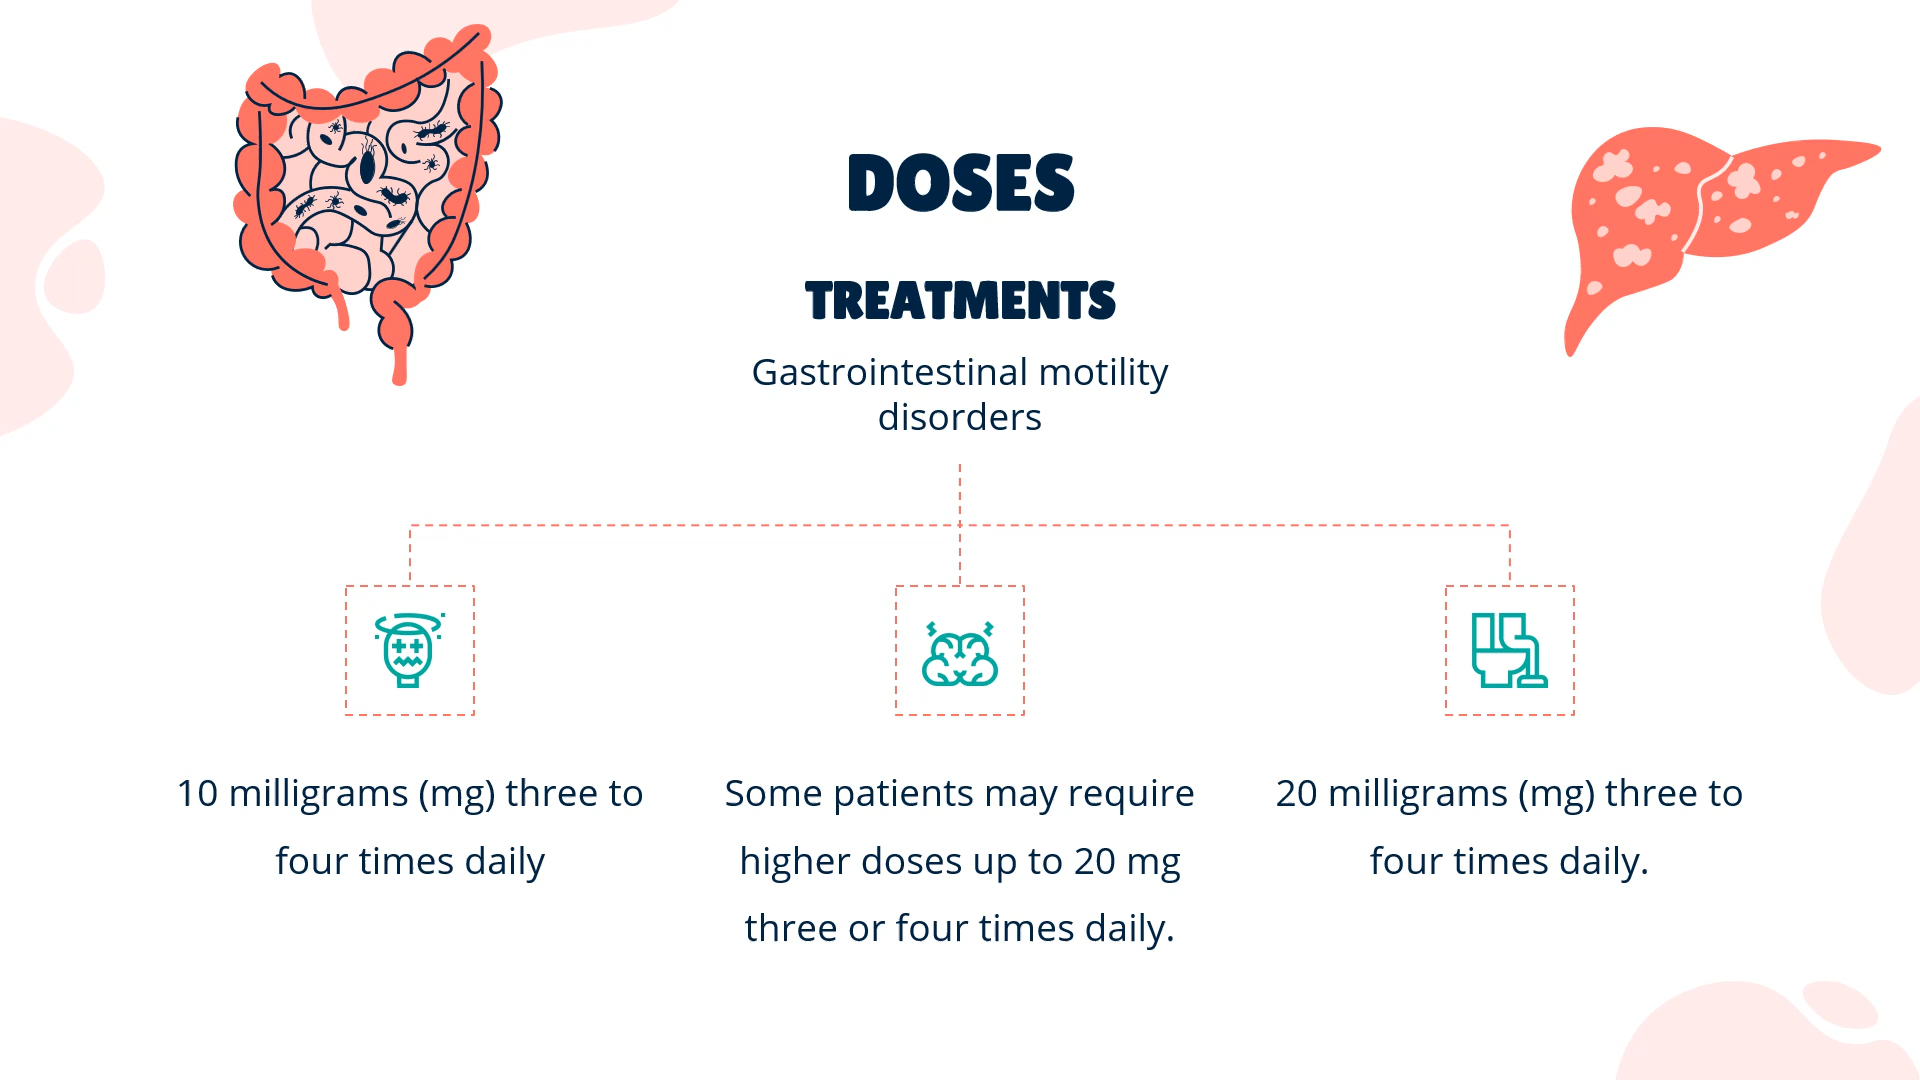 DOSES
TREATMENTS
Gastrointestinal motility
disorders
10 milligrams (mg) three to
four times daily
Some patients may require
higher doses up to 20 mg
three or four times daily.
20 milligrams (mg) three to
four times daily.